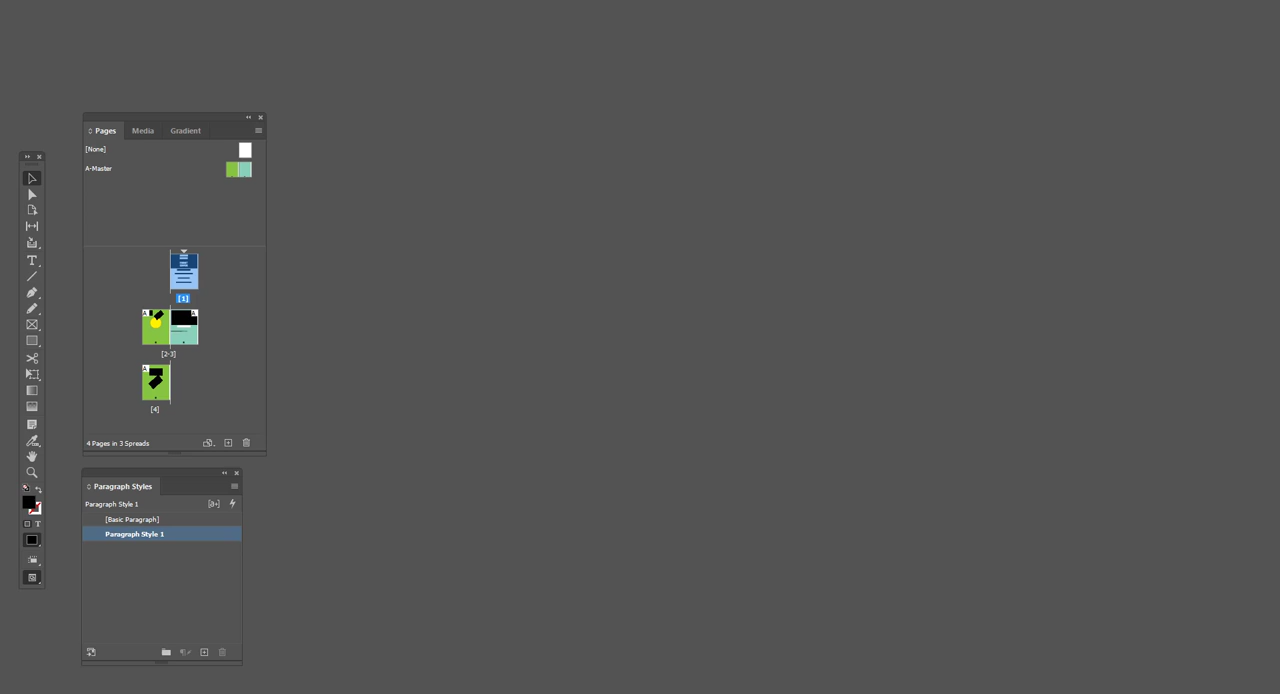 Pages Media Gradient
[None]
A-Master
[1]
A A
[2-3]
A
[4]
4 Pages in 3 Spreads
Paragraph Styles
Paragraph Style 1 [a+]
[Basic Paragraph]
Paragraph Style 1
T
T